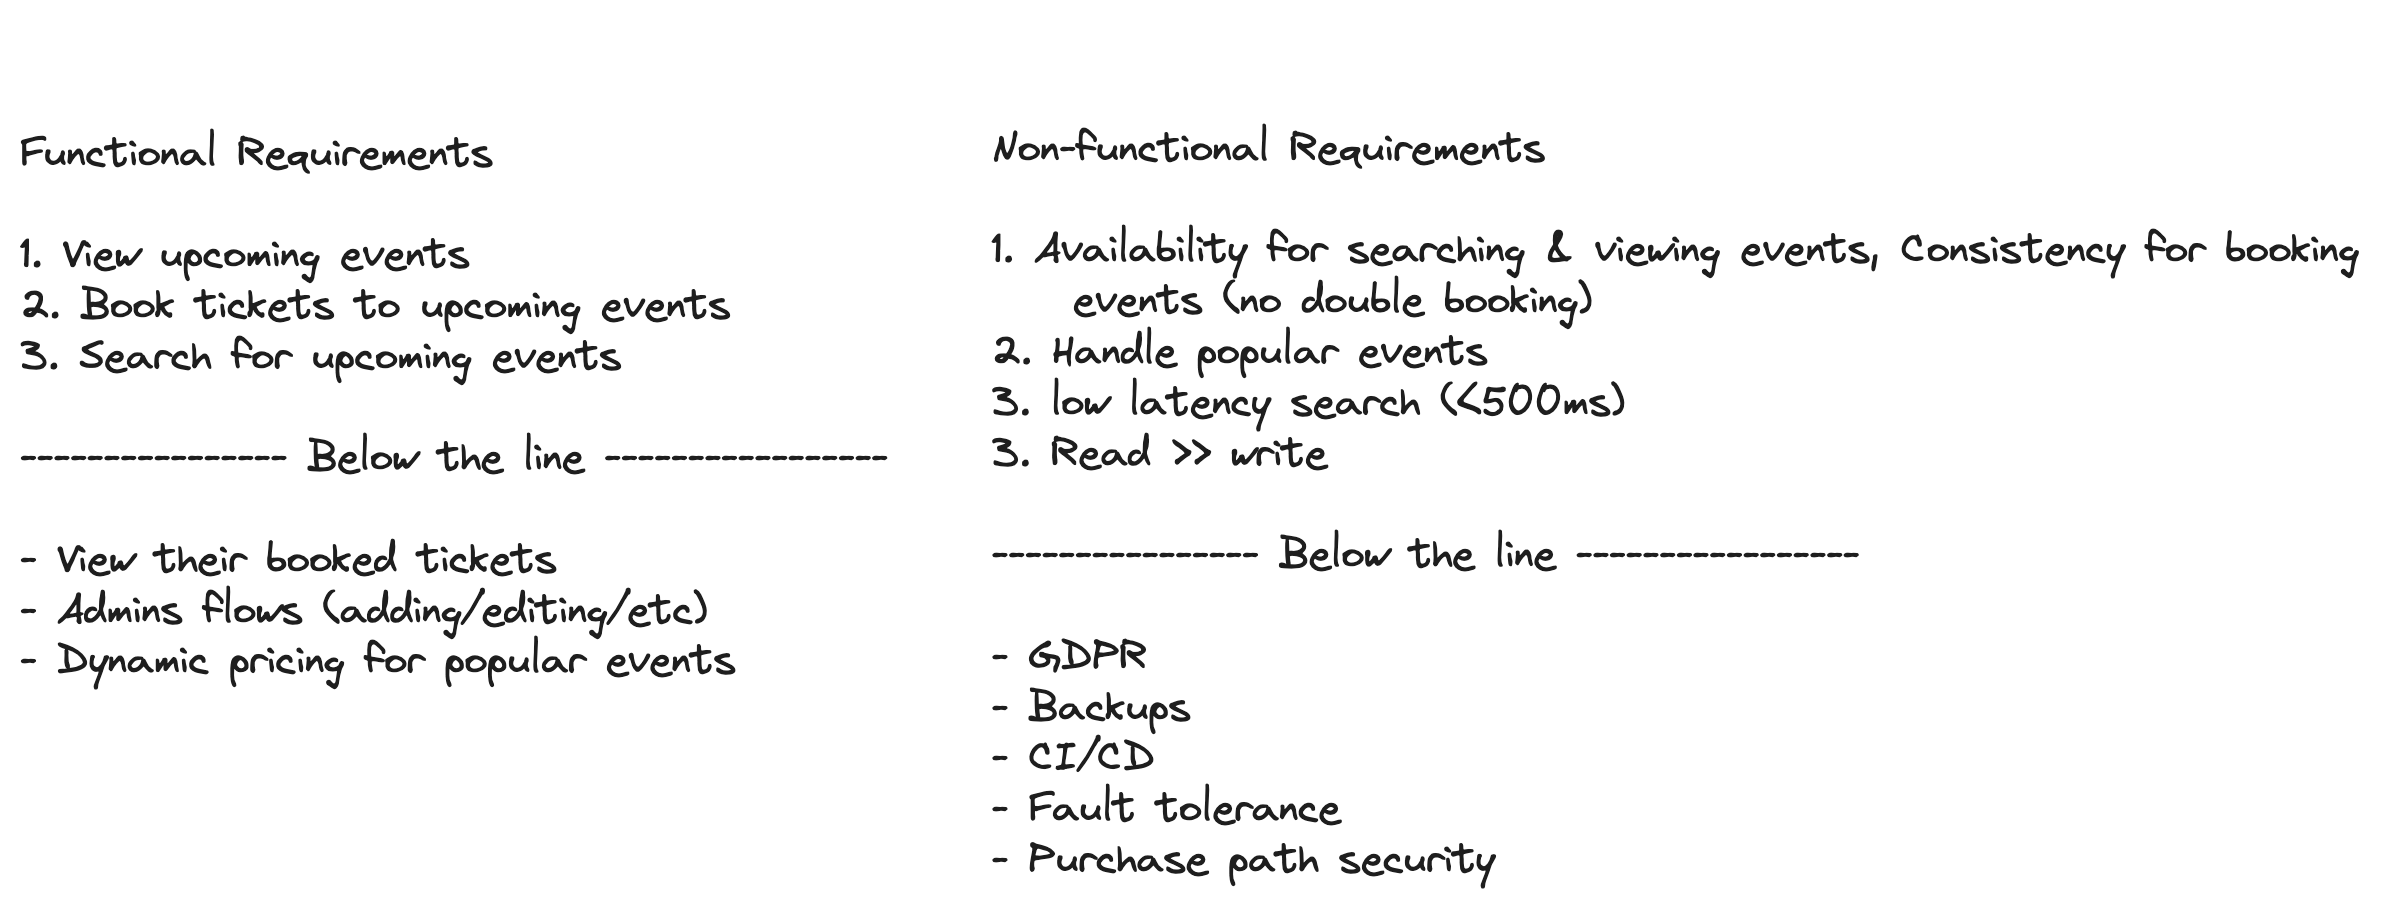 Functional Requirements
1. View upcoming events
2. Book tickets to upcoming events
3. Search for upcoming events
---------------- Below the line -----------------
- View their booked tickets
- Admins flows (adding/editing/etc)
- Dynamic pricing for popular events
Non-functional Requirements
1. Availability for searching & viewing events, Consistency for booking
events (no double booking)
2. Handle popular events
3. low latency search (<500ms)
3. Read >> write
---------------- Below the line -----------------
- GDPR
- Backups
- CI/CD
- Fault tolerance
- Purchase path security